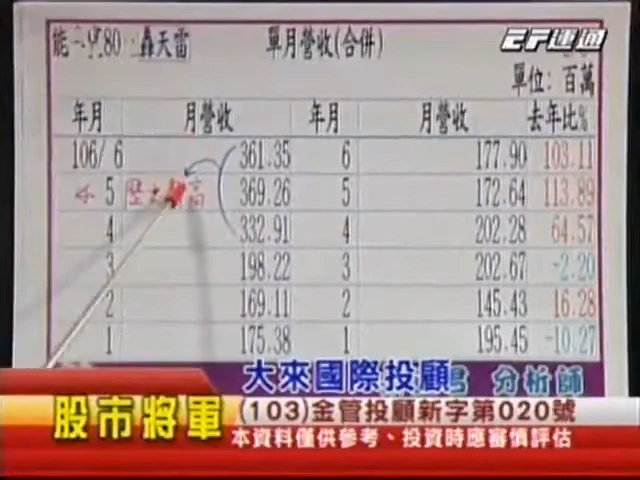 轟天雷 單月營收(合併) EF運通
單位: 百萬
年月 月營收 年月 月營收 去年比%
106/ 6 361.35 6 177.90 103.11
5 369.26 5 172.64 113.89
4 332.91 4 202.28 64.57
3 198.22 3 202.67 -2.20
2 169.11 2 145.43 16.28
1 175.38 1 195.45 -10.27
大來國際投顧 分析師
股市將軍 (103)金管投顧新字第020號
本資料僅供參考、投資時應審慎評估